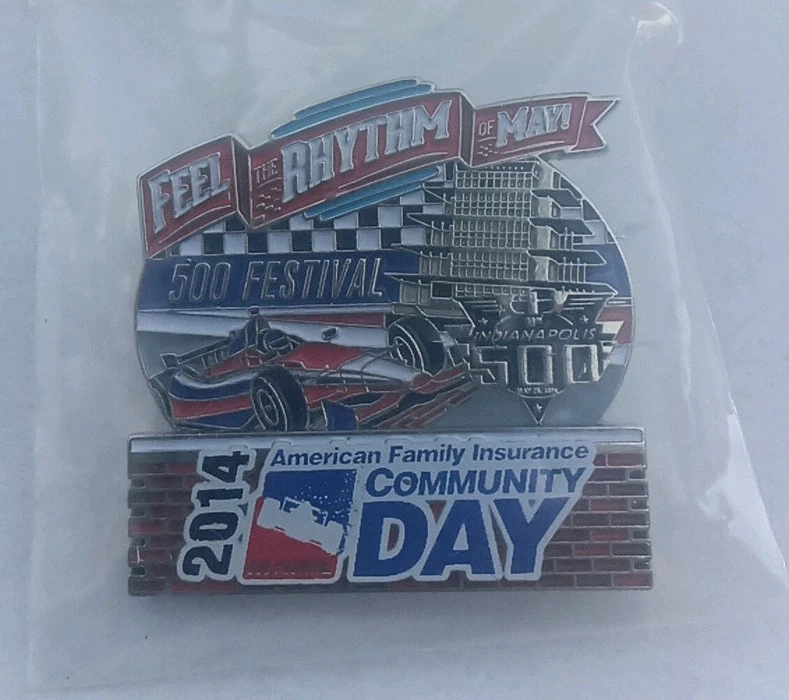 FEEL THE RHYTHM OF MAY!
500 FESTIVAL
INDIANAPOLIS
500
2014
American Family Insurance
COMMUNITY
DAY